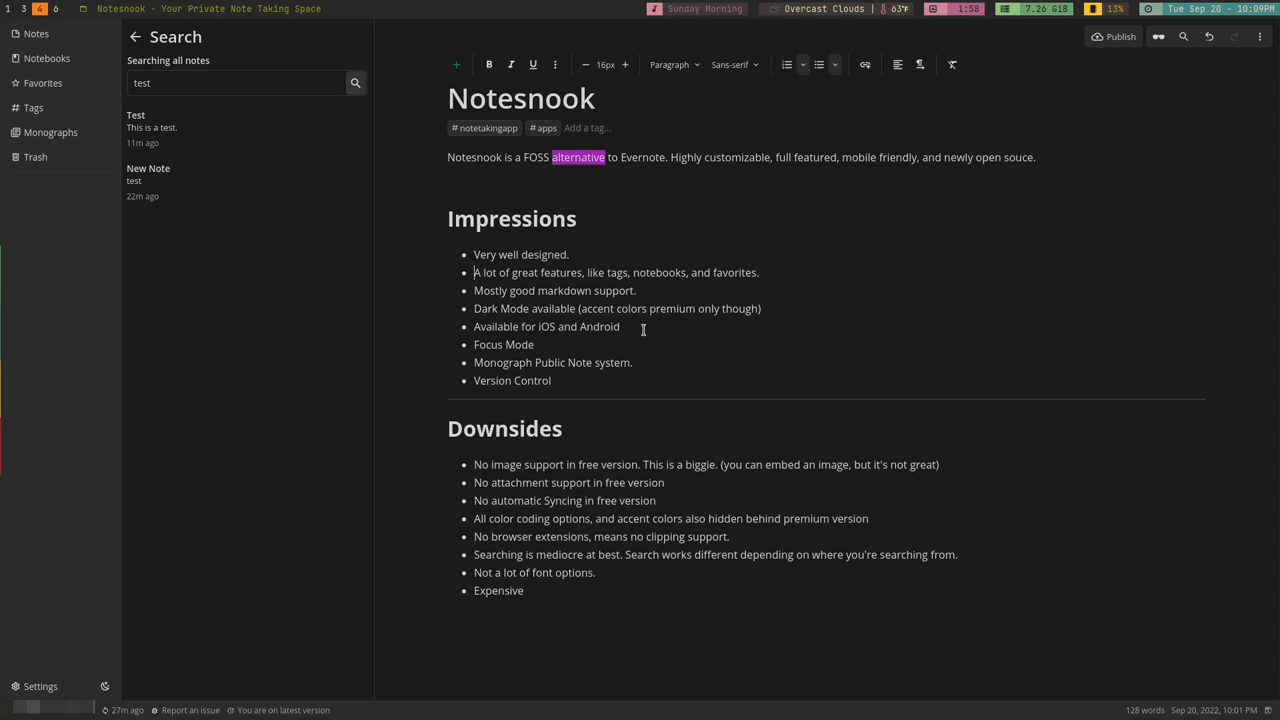 1 3 4 6 Notesnook - Your Private Note Taking Space Sunday Morning Overcast Clouds | 63°F 1:58 7.26 GiB 13% Tue Sep 20 - 10:09PM
Notes
Notebooks
Favorites
Tags
Monographs
Trash
Settings
Search
Searching all notes
test
Test
This is a test.
11m ago
New Note
test
22m ago
Publish
B I U 16px Paragraph Sans-serif
Notesnook
# notetakingapp # apps Add a tag...
Notesnook is a FOSS alternative to Evernote. Highly customizable, full featured, mobile friendly, and newly open souce.
Impressions
• Very well designed.
• A lot of great features, like tags, notebooks, and favorites.
• Mostly good markdown support.
• Dark Mode available (accent colors premium only though)
• Available for iOS and Android
• Focus Mode
• Monograph Public Note system.
• Version Control
Downsides
• No image support in free version. This is a biggie. (you can embed an image, but it's not great)
• No attachment support in free version
• No automatic Syncing in free version
• All color coding options, and accent colors also hidden behind premium version
• No browser extensions, means no clipping support.
• Searching is mediocre at best. Search works different depending on where you're searching from.
• Not a lot of font options.
• Expensive
27m ago Report an issue You are on latest version 128 words Sep 20, 2022, 10:01 PM